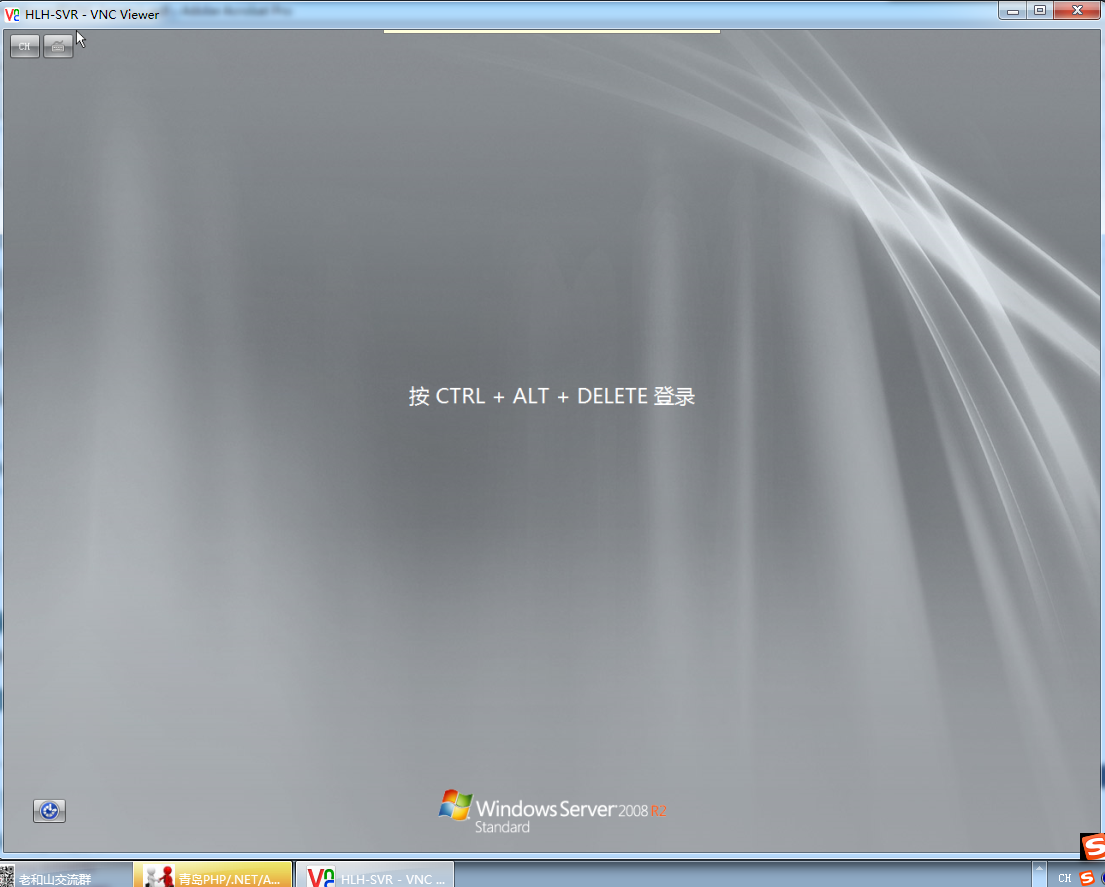 HLH-SVR - VNC Viewer
CH
按 CTRL + ALT + DELETE 登录
Windows Server 2008 R2
Standard
老和山交流群
青岛PHP/.NET/A...
HLH-SVR - VNC ...
CH